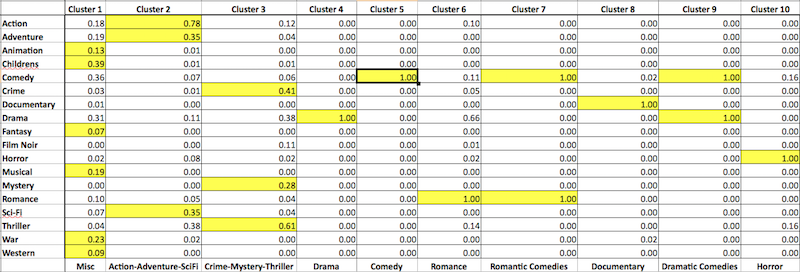 Cluster 1 Cluster 2 Cluster 3 Cluster 4 Cluster 5 Cluster 6 Cluster 7 Cluster 8 Cluster 9 Cluster 10
Action 0.18 0.78 0.12 0.00 0.00 0.10 0.00 0.00 0.00 0.00
Adventure 0.19 0.35 0.04 0.00 0.00 0.00 0.00 0.00 0.00 0.00
Animation 0.13 0.01 0.00 0.00 0.00 0.00 0.00 0.00 0.00 0.00
Childrens 0.39 0.01 0.01 0.00 0.00 0.00 0.00 0.00 0.00 0.00
Comedy 0.36 0.07 0.06 0.00 1.00 0.11 1.00 0.02 1.00 0.16
Crime 0.03 0.01 0.41 0.00 0.00 0.05 0.00 0.00 0.00 0.00
Documentary 0.01 0.00 0.00 0.00 0.00 0.00 0.00 1.00 0.00 0.00
Drama 0.31 0.11 0.38 1.00 0.00 0.66 0.00 0.00 1.00 0.00
Fantasy 0.07 0.00 0.00 0.00 0.00 0.00 0.00 0.00 0.00 0.00
Film Noir 0.00 0.00 0.11 0.00 0.00 0.01 0.00 0.00 0.00 0.00
Horror 0.02 0.08 0.02 0.00 0.00 0.02 0.00 0.00 0.00 1.00
Musical 0.19 0.00 0.00 0.00 0.00 0.00 0.00 0.00 0.00 0.00
Mystery 0.00 0.00 0.28 0.00 0.00 0.00 0.00 0.00 0.00 0.00
Romance 0.10 0.05 0.04 0.00 0.00 1.00 1.00 0.00 0.00 0.00
Sci-Fi 0.07 0.35 0.04 0.00 0.00 0.00 0.00 0.00 0.00 0.00
Thriller 0.04 0.38 0.61 0.00 0.00 0.14 0.00 0.00 0.00 0.16
War 0.23 0.02 0.00 0.00 0.00 0.00 0.00 0.02 0.00 0.00
Western 0.09 0.00 0.00 0.00 0.00 0.00 0.00 0.00 0.00 0.00
Misc Action-Adventure-SciFi Crime-Mystery-Thriller Drama Comedy Romance Romantic Comedies Documentary Dramatic Comedies Horror